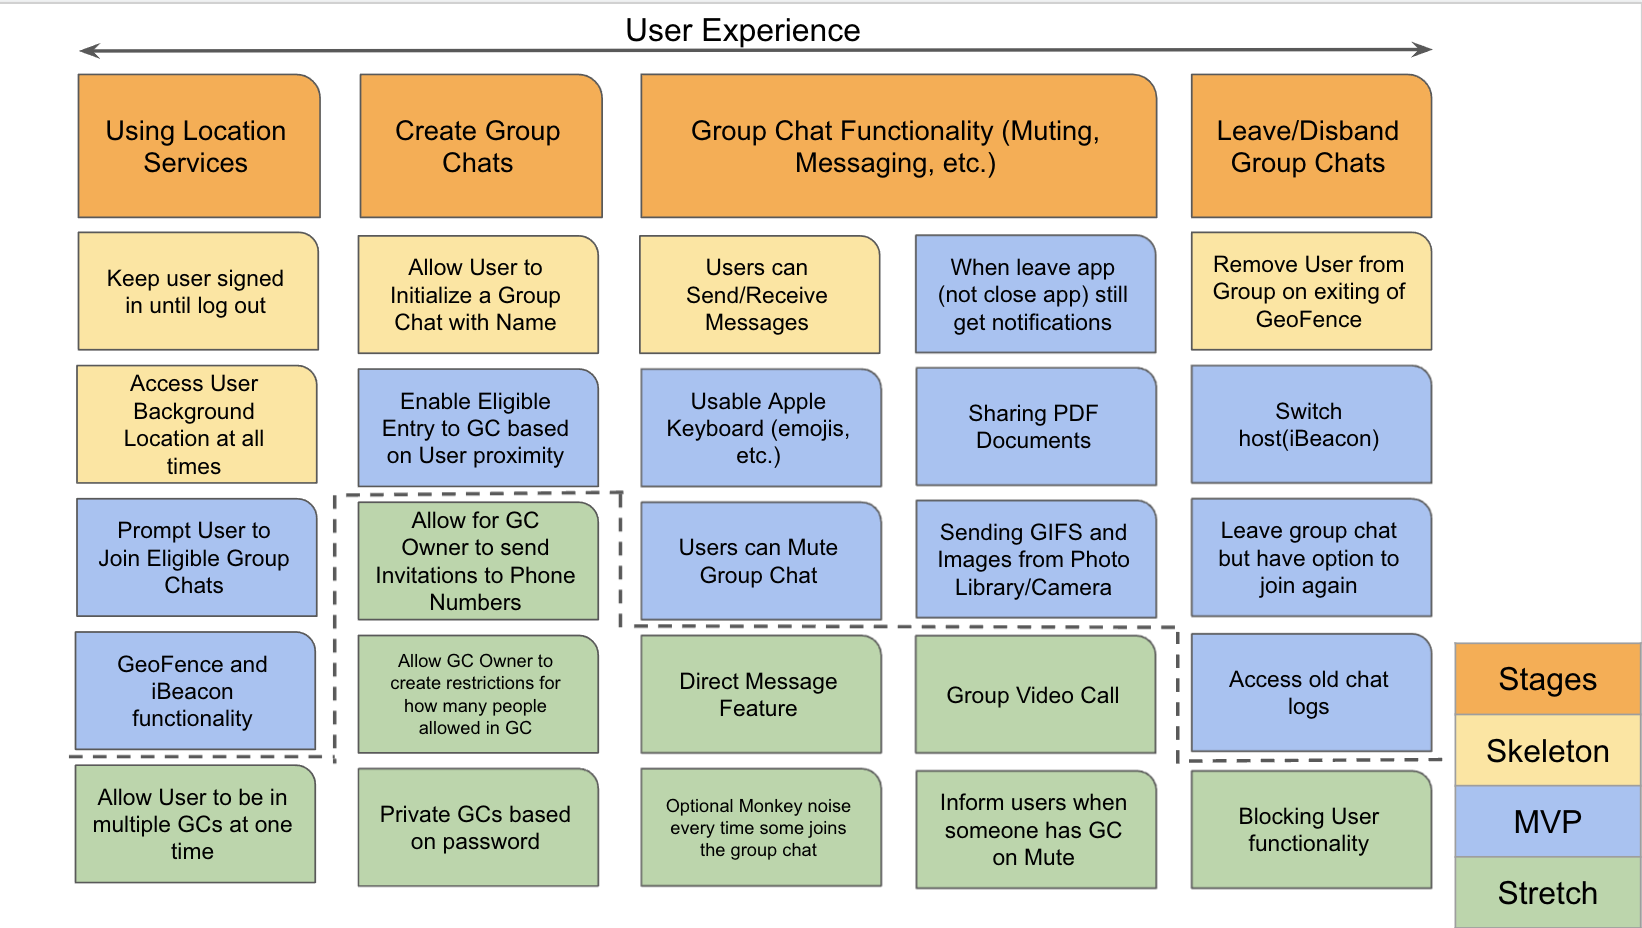 User Experience
Using Location
Services
Create Group
Chats
Group Chat Functionality (Muting,
Messaging, etc.)
Leave/Disband
Group Chats
Keep user signed
in until log out
Allow User to
Initialize a Group
Chat with Name
Users can
Send/Receive
Messages
When leave app
(not close app) still
get notifications
Remove User from
Group on exiting of
GeoFence
Access User
Background
Location at all
times
Enable Eligible
Entry to GC based
on User proximity
Usable Apple
Keyboard (emojis,
etc.)
Sharing PDF
Documents
Switch
host(iBeacon)
Prompt User to
Join Eligible Group
Chats
Allow for GC
Owner to send
Invitations to Phone
Numbers
Users can Mute
Group Chat
Sending GIFS and
Images from Photo
Library/Camera
Leave group chat
but have option to
join again
GeoFence and
iBeacon
functionality
Allow GC Owner to
create restrictions for
how many people
allowed in GC
Direct Message
Feature
Group Video Call
Access old chat
logs
Allow User to be in
multiple GCs at one
time
Private GCs based
on password
Optional Monkey noise
every time some joins
the group chat
Inform users when
someone has GC
on Mute
Blocking User
functionality
Stages
Skeleton
MVP
Stretch